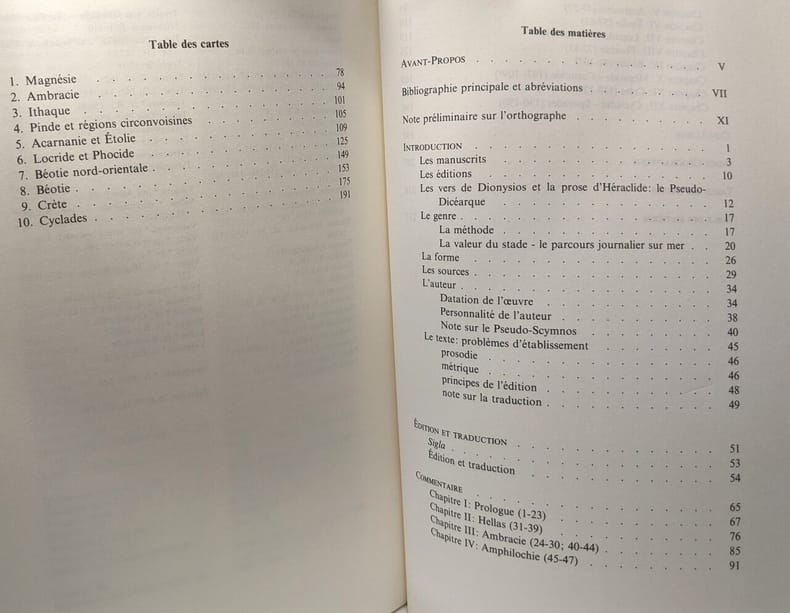 Table des cartes
1. Magnésie . . . . . . . . . . 78
2. Ambracie . . . . . . . . . . 94
3. Ithaque . . . . . . . . . . 101
4. Pinde et régions circonvoisines . . . . . . 105
5. Acarnanie et Étolie . . . . . . . . 109
6. Locride et Phocide . . . . . . . . 125
7. Béotie nord-orientale . . . . . . . . 149
8. Béotie . . . . . . . . . . 153
9. Crète . . . . . . . . . . 175
10. Cyclades . . . . . . . . . . 191
Table des matières
AVANT-PROPOS . . . . . . . . . . V
Bibliographie principale et abréviations . . . . . . VII
Note préliminaire sur l'orthographe . . . . . . XI
INTRODUCTION . . . . . . . . . . 1
Les manuscrits . . . . . . . . . . 3
Les éditions . . . . . . . . . . 10
Les vers de Dionysios et la prose d'Héraclide: le Pseudo-
Dicéarque . . . . . . . . . . 12
Le genre . . . . . . . . . . 17
La méthode . . . . . . . . . . 17
La valeur du stade - le parcours journalier sur mer . . 20
La forme . . . . . . . . . . 26
Les sources . . . . . . . . . . 29
L'auteur . . . . . . . . . . 34
Datation de l'œuvre . . . . . . . . 34
Personnalité de l'auteur . . . . . . . . 38
Note sur le Pseudo-Scymnos . . . . . . 40
Le texte: problèmes d'établissement . . . . . . 45
prosodie . . . . . . . . . . 46
métrique . . . . . . . . . . 46
principes de l'édition . . . . . . . . 48
note sur la traduction . . . . . . . . 49
ÉDITION ET TRADUCTION . . . . . . . . 51
Sigla . . . . . . . . . . 53
Édition et traduction . . . . . . . . 54
COMMENTAIRE . . . . . . . . . . 65
Chapitre I: Prologue (1-23) . . . . . . . . 67
Chapitre II: Hellas (31-39) . . . . . . . . 76
Chapitre III: Ambracie (24-30; 40-44) . . . . . . 85
Chapitre IV: Amphilochie (45-47) . . . . . . 91